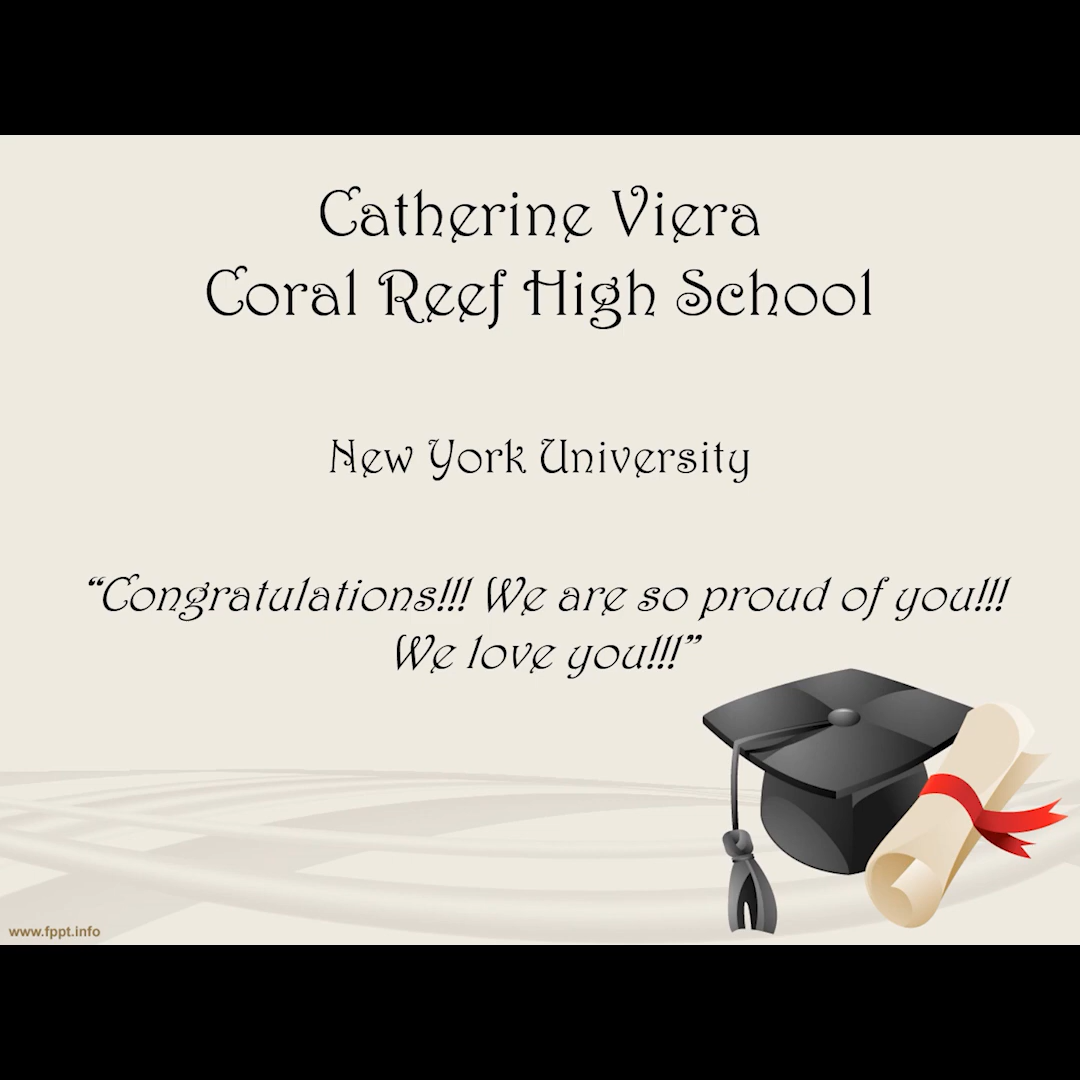 Catherine Viera
Coral Reef High School
New York University
“Congratulations!!! We are so proud of you!!!
We love you!!!”
www.fppt.info